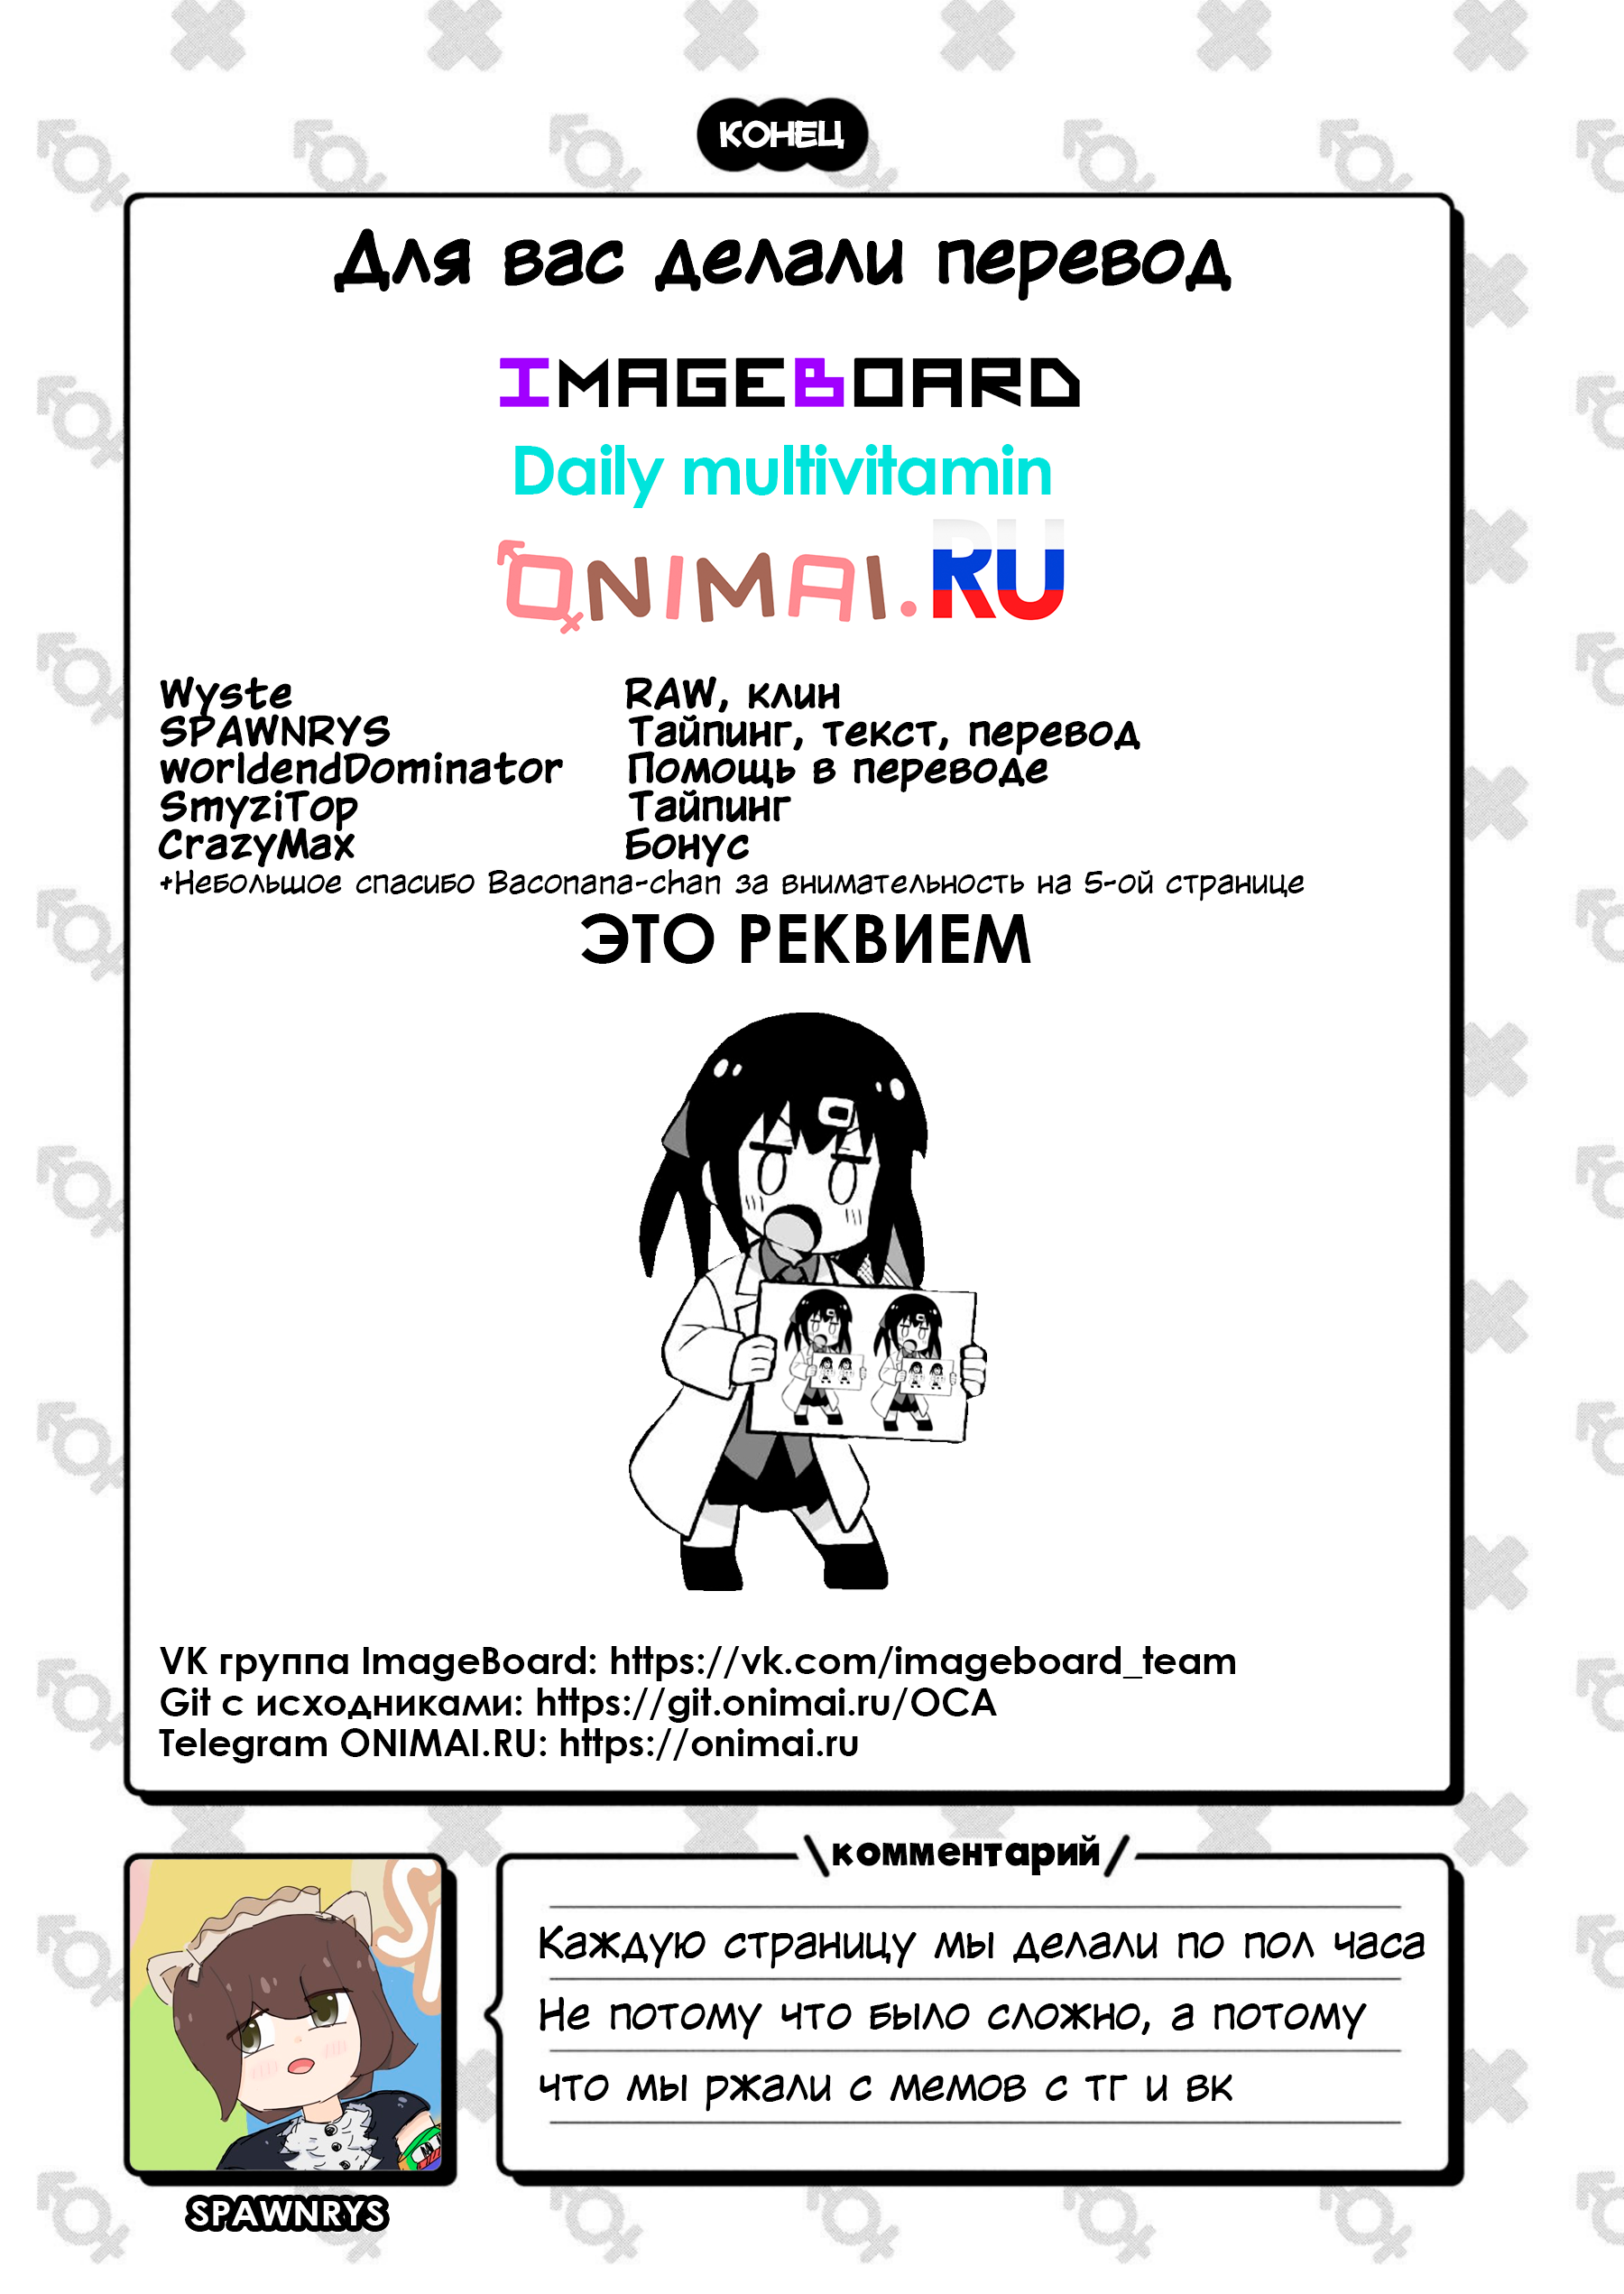 КОНЕЦ
Для вас делали перевод
IMAGEBOARD
Daily multivitamin
ONIMAI.RU
Wyste RAW, клин
SPAWNRYS Тайпинг, текст, перевод
worldendDominator Помощь в переводе
SmyziTop Тайпинг
CrazyMax Бонус
+Небольшое спасибо Baconana-chan за внимательность на 5-ой странице
ЭТО РЕКВИЕМ
VK группа ImageBoard: https://vk.com/imageboard_team
Git с исходниками: https://git.onimai.ru/OCA
Telegram ONIMAI.RU: https://onimai.ru
\комментарий/
Каждую страницу мы делали по пол часа
Не потому что было сложно, а потому
что мы ржали с мемов с тг и вк
SPAWNRYS